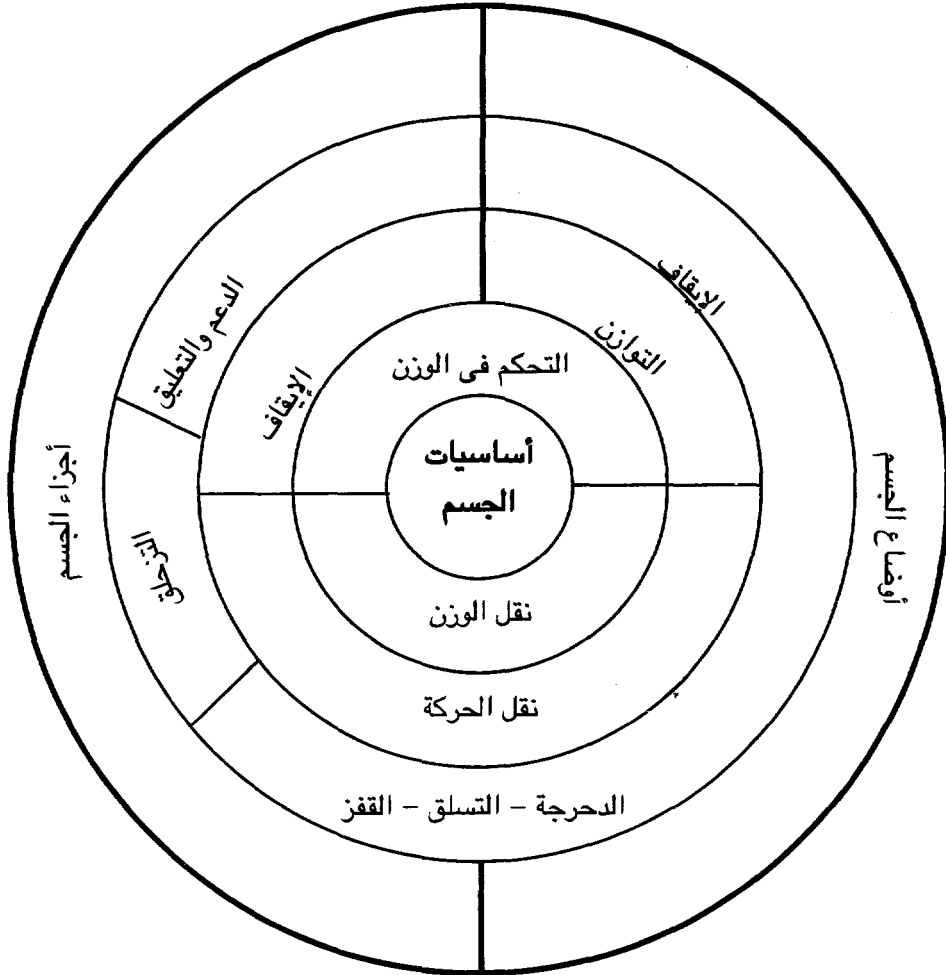 الإيقاف
التوازن
الدعم والتعليق
الإيقاف
التحكم فى الوزن
أساسيات
الجسم
أجزاء الجسم
أوضاع الجسم
التزحلق
نقل الوزن
نقل الحركة
الدحرجة – التسلق – القفز